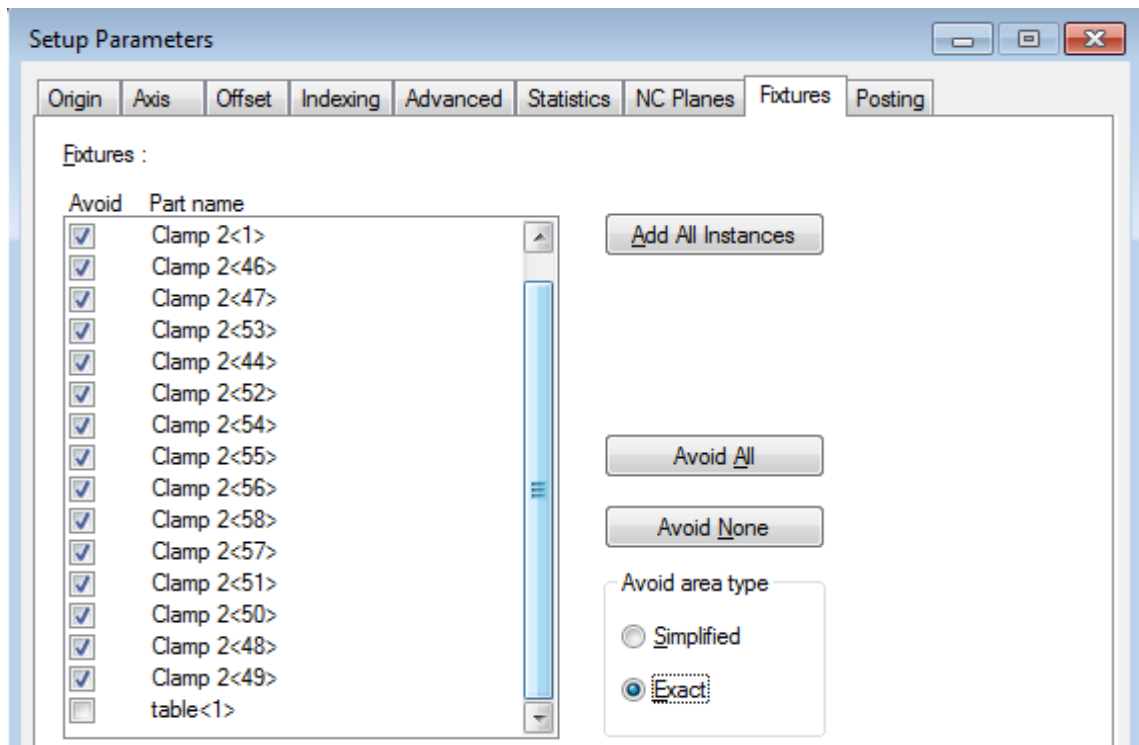 Setup Parameters
Origin Axis Offset Indexing Advanced Statistics NC Planes Fixtures Posting
Fixtures :
Avoid Part name
Clamp 2<1>
Clamp 2<46>
Clamp 2<47>
Clamp 2<53>
Clamp 2<44>
Clamp 2<52>
Clamp 2<54>
Clamp 2<55>
Clamp 2<56>
Clamp 2<58>
Clamp 2<57>
Clamp 2<51>
Clamp 2<50>
Clamp 2<48>
Clamp 2<49>
table<1>
Add All Instances
Avoid All
Avoid None
Avoid area type
Simplified
Exact